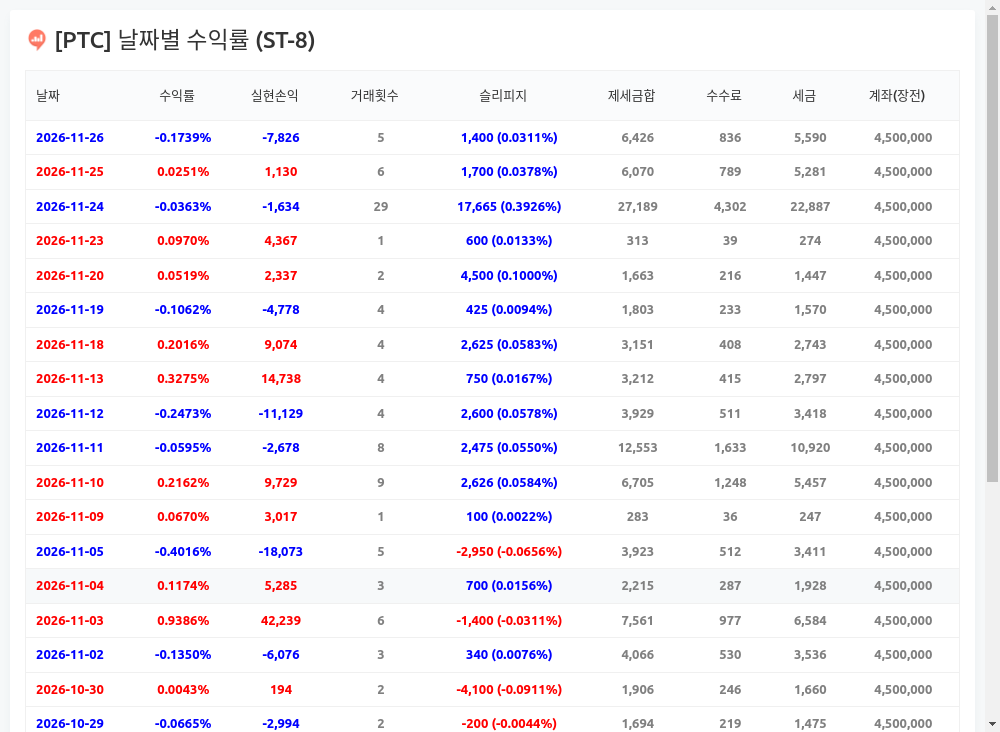 [PTC] 날짜별 수익률 (ST-8)
날짜 수익률 실현손익 거래횟수 슬리피지 제세금합 수수료 세금 계좌(장전)
2026-11-26 -0.1739% -7,826 5 1,400 (0.0311%) 6,426 836 5,590 4,500,000
2026-11-25 0.0251% 1,130 6 1,700 (0.0378%) 6,070 789 5,281 4,500,000
2026-11-24 -0.0363% -1,634 29 17,665 (0.3926%) 27,189 4,302 22,887 4,500,000
2026-11-23 0.0970% 4,367 1 600 (0.0133%) 313 39 274 4,500,000
2026-11-20 0.0519% 2,337 2 4,500 (0.1000%) 1,663 216 1,447 4,500,000
2026-11-19 -0.1062% -4,778 4 425 (0.0094%) 1,803 233 1,570 4,500,000
2026-11-18 0.2016% 9,074 4 2,625 (0.0583%) 3,151 408 2,743 4,500,000
2026-11-13 0.3275% 14,738 4 750 (0.0167%) 3,212 415 2,797 4,500,000
2026-11-12 -0.2473% -11,129 4 2,600 (0.0578%) 3,929 511 3,418 4,500,000
2026-11-11 -0.0595% -2,678 8 2,475 (0.0550%) 12,553 1,633 10,920 4,500,000
2026-11-10 0.2162% 9,729 9 2,626 (0.0584%) 6,705 1,248 5,457 4,500,000
2026-11-09 0.0670% 3,017 1 100 (0.0022%) 283 36 247 4,500,000
2026-11-05 -0.4016% -18,073 5 -2,950 (-0.0656%) 3,923 512 3,411 4,500,000
2026-11-04 0.1174% 5,285 3 700 (0.0156%) 2,215 287 1,928 4,500,000
2026-11-03 0.9386% 42,239 6 -1,400 (-0.0311%) 7,561 977 6,584 4,500,000
2026-11-02 -0.1350% -6,076 3 340 (0.0076%) 4,066 530 3,536 4,500,000
2026-10-30 0.0043% 194 2 -4,100 (-0.0911%) 1,906 246 1,660 4,500,000
2026-10-29 -0.0665% -2,994 2 -200 (-0.0044%) 1,694 219 1,475 4,500,000